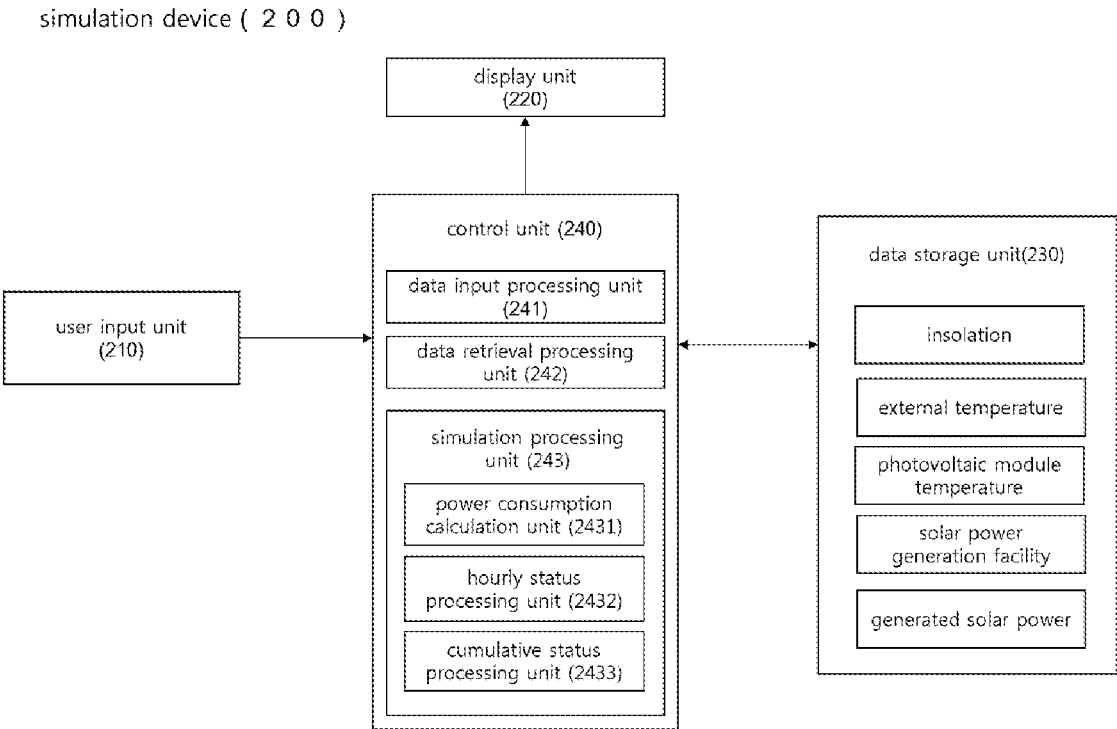 simulation device ( 2 0 0 )
display unit
(220)
control unit (240)
data input processing unit
(241)
data retrieval processing
unit (242)
simulation processing
unit (243)
power consumption
calculation unit (2431)
hourly status
processing unit (2432)
cumulative status
processing unit (2433)
user input unit
(210)
data storage unit(230)
insolation
external temperature
photovoltaic module
temperature
solar power
generation facility
generated solar power